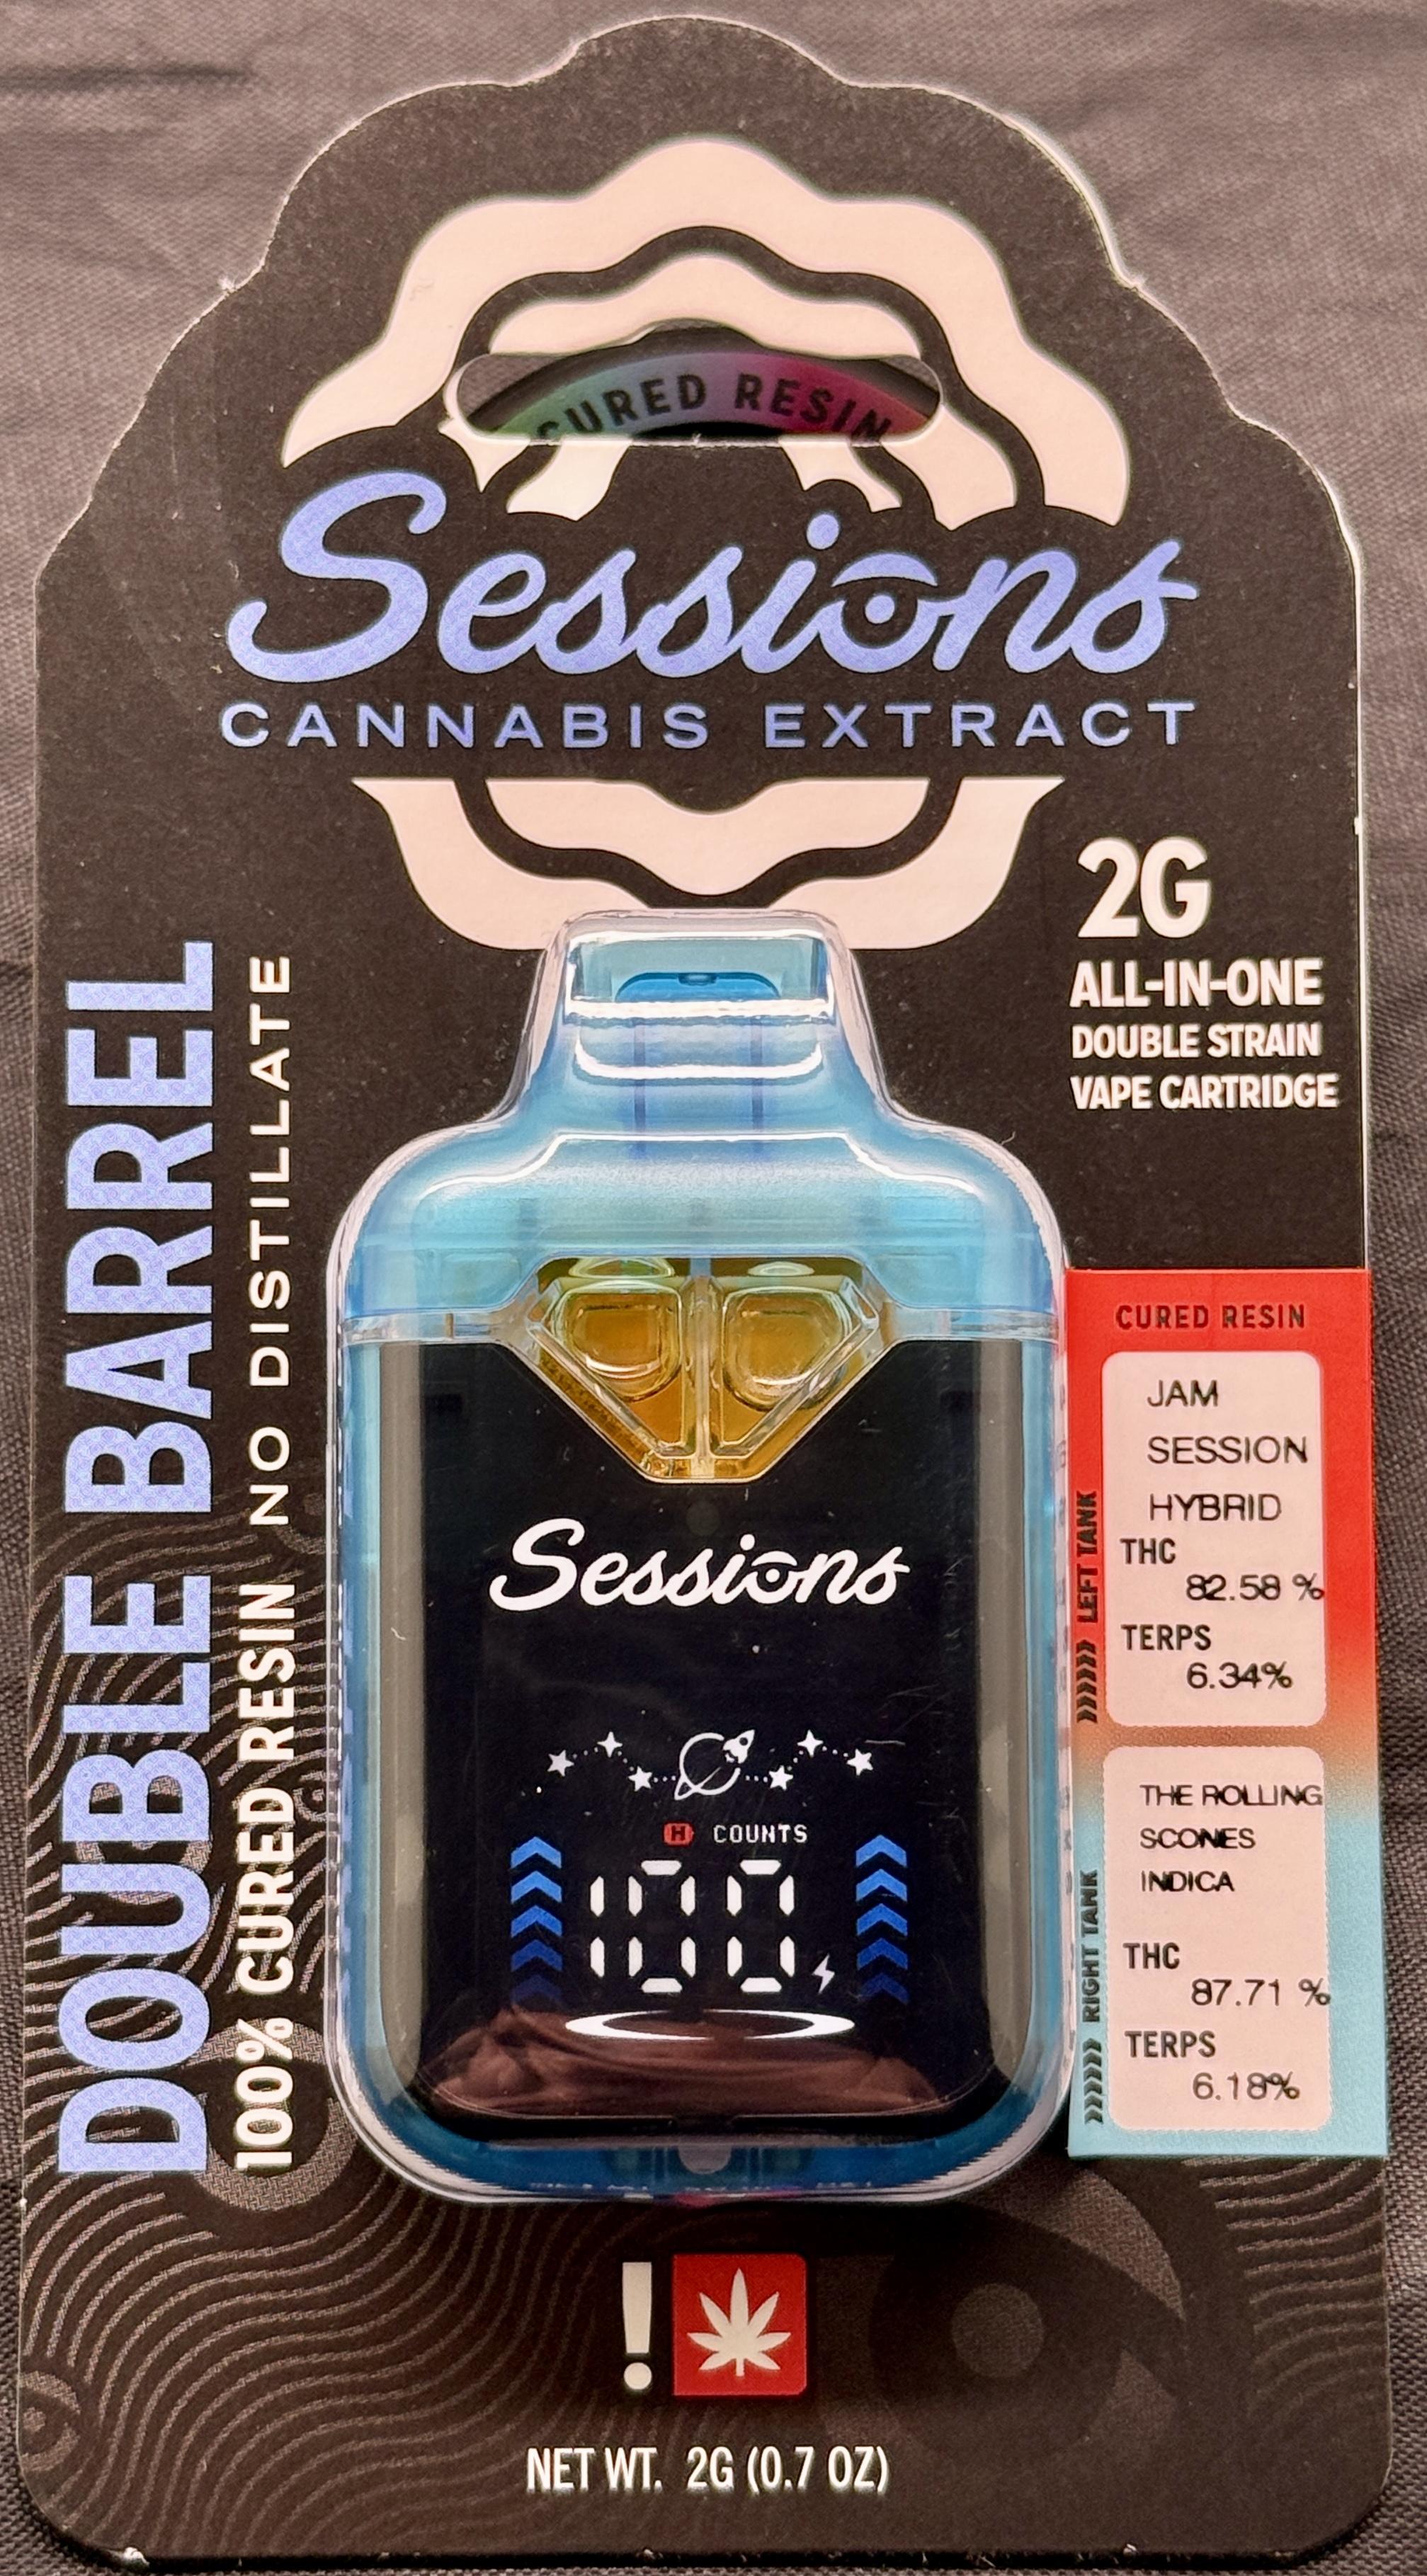 CURED RESIN
Sessions
CANNABIS EXTRACT
2G
ALL-IN-ONE
DOUBLE STRAIN
VAPE CARTRIDGE
DOUBLE BARREL
100% CURED RESIN NO DISTILLATE
Sessions
H COUNTS
100
CURED RESIN
LEFT TANK
JAM
SESSION
HYBRID
THC
82.58 %
TERPS
6.34%
RIGHT TANK
THE ROLLING
SCONES
INDICA
THC
87.71 %
TERPS
6.18%
!
NET WT. 2G (0.7 OZ)